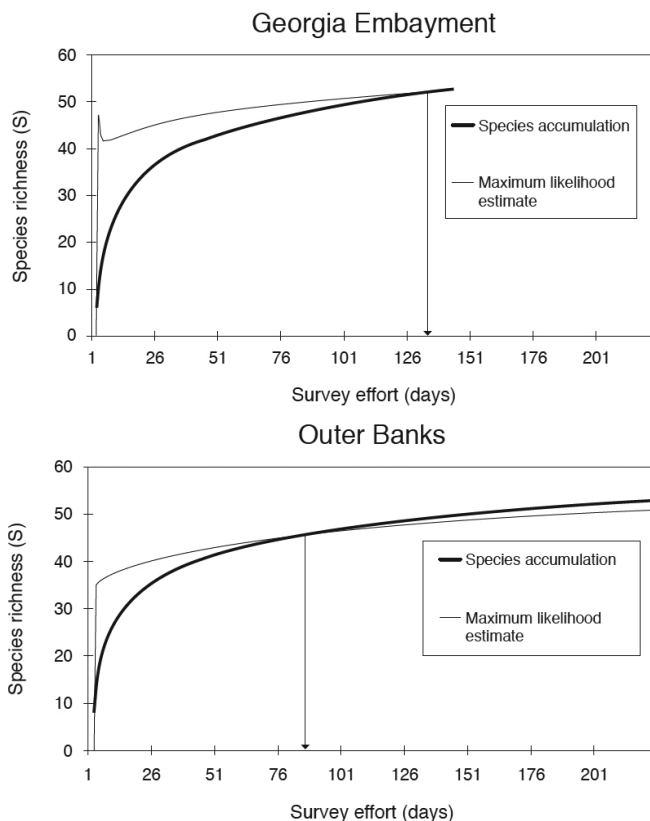 Georgia Embayment
60
50
40
30
20
10
0
Species richness (S)
Species accumulation
Maximum likelihood
estimate
1 26 51 76 101 126 151 176 201
Survey effort (days)
Outer Banks
60
50
40
30
20
10
0
Species richness (S)
Species accumulation
Maximum likelihood
estimate
1 26 51 76 101 126 151 176 201
Survey effort (days)